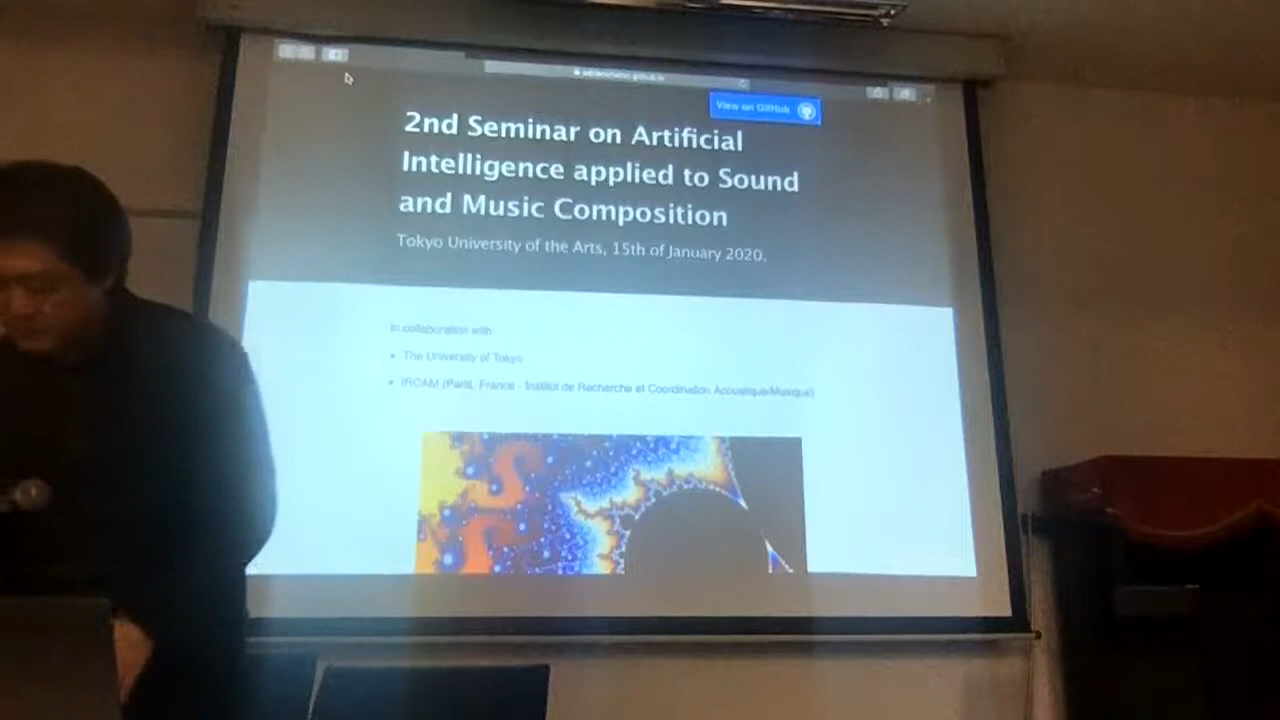 View on GitHub
2nd Seminar on Artificial
Intelligence applied to Sound
and Music Composition
Tokyo University of the Arts, 15th of January 2020.
In collaboration with
• The University of Tokyo
• IRCAM (Paris, France - Institut de Recherche et Coordination Acoustique/Musique)